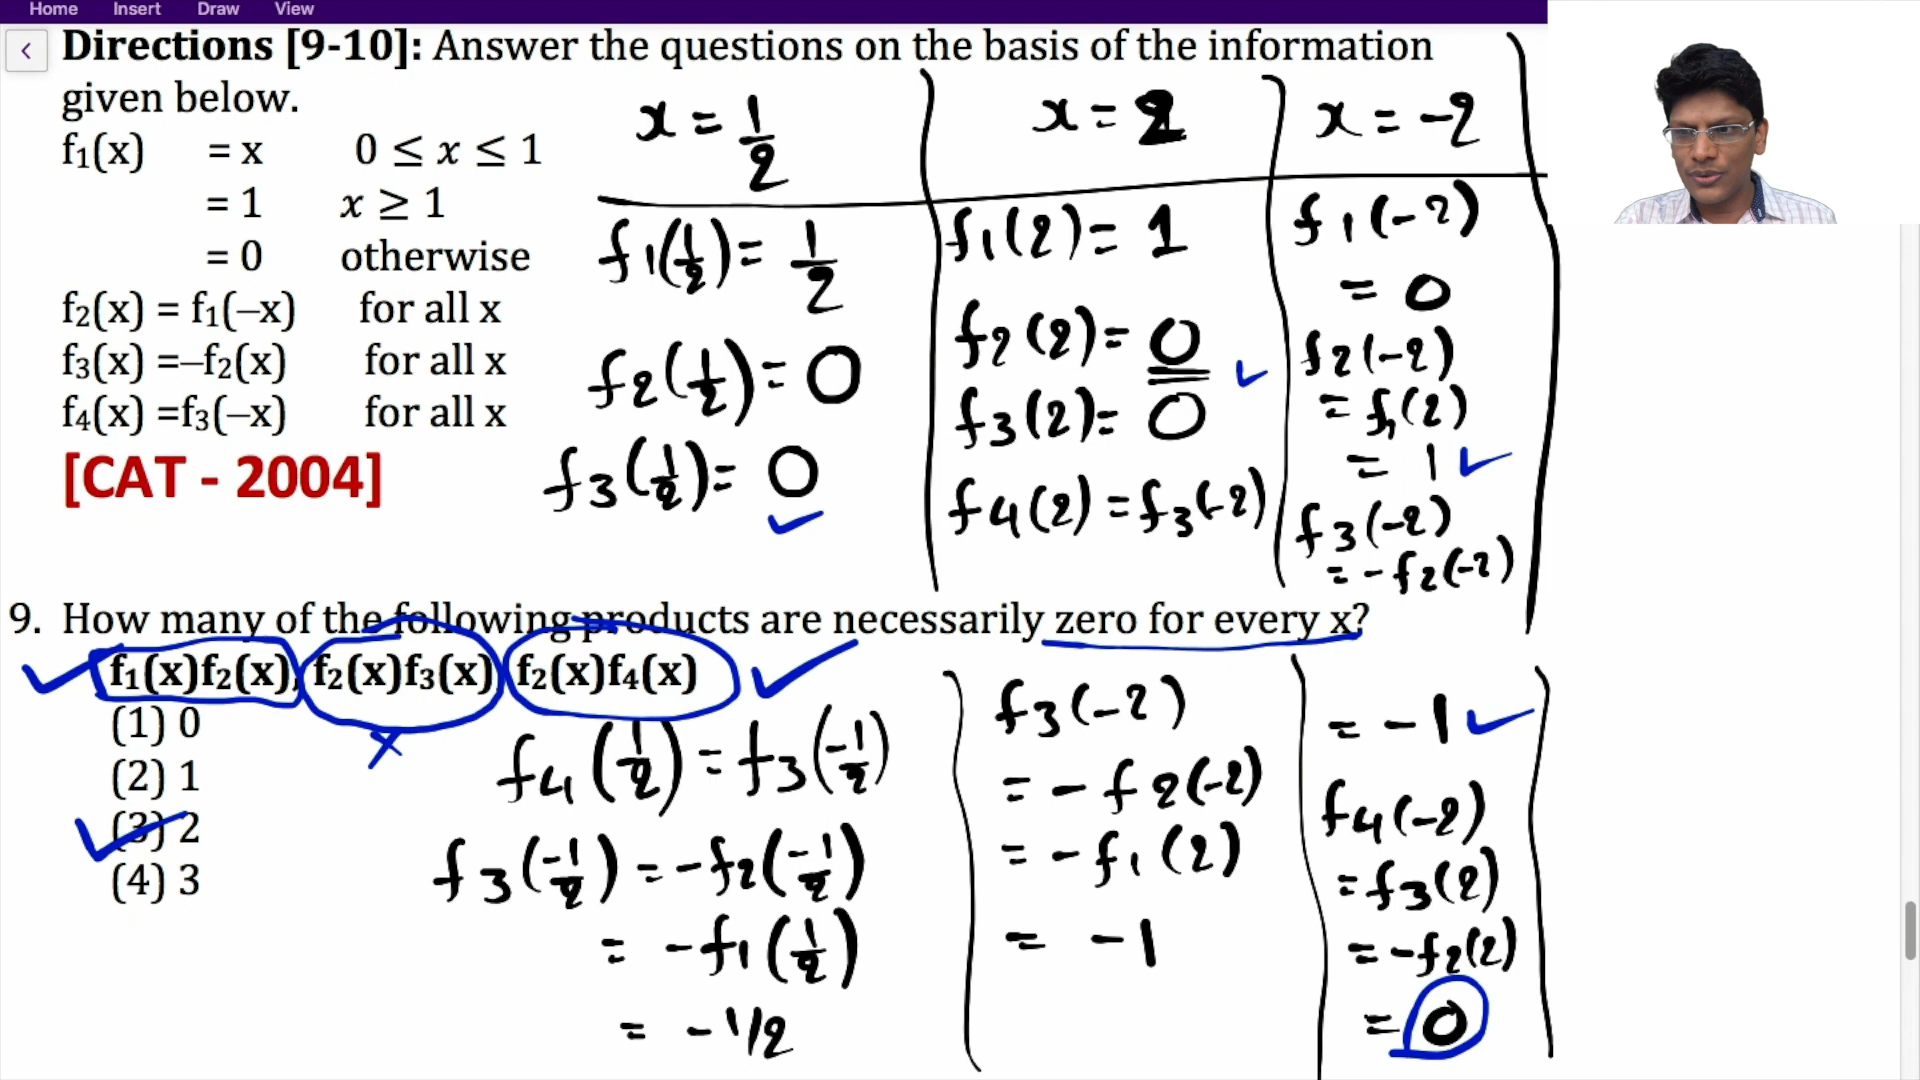 Home Insert Draw View
Directions [9-10]: Answer the questions on the basis of the information
given below.
f₁(x) = x 0 ≤ x ≤ 1
= 1 x ≥ 1
= 0 otherwise
f₂(x) = f₁(–x) for all x
f₃(x) =–f₂(x) for all x
f₄(x) =f₃(–x) for all x
[CAT - 2004]
x = 1/2
f1(1/2) = 1/2
f2(1/2) = 0
f3(1/2) = 0
x = 2
f1(2) = 1
f2(2) = 0
f3(2) = 0
f4(2) = f3(-2)
x = -2
f1(-2)
= 0
f2(-2)
= f1(2)
= 1
f3(-2)
= -f2(-2)
9. How many of the following products are necessarily zero for every x?
f₁(x)f₂(x), f₂(x)f₃(x) f₂(x)f₄(x)
(1) 0
(2) 1
(3) 2
(4) 3
f4(1/2) = f3(-1/2)
f3(-1/2) = -f2(-1/2)
= -f1(1/2)
= -1/2
f3(-2)
= -f2(-2)
= -f1(2)
= -1
= -1
f4(-2)
= f3(2)
= -f2(2)
= 0